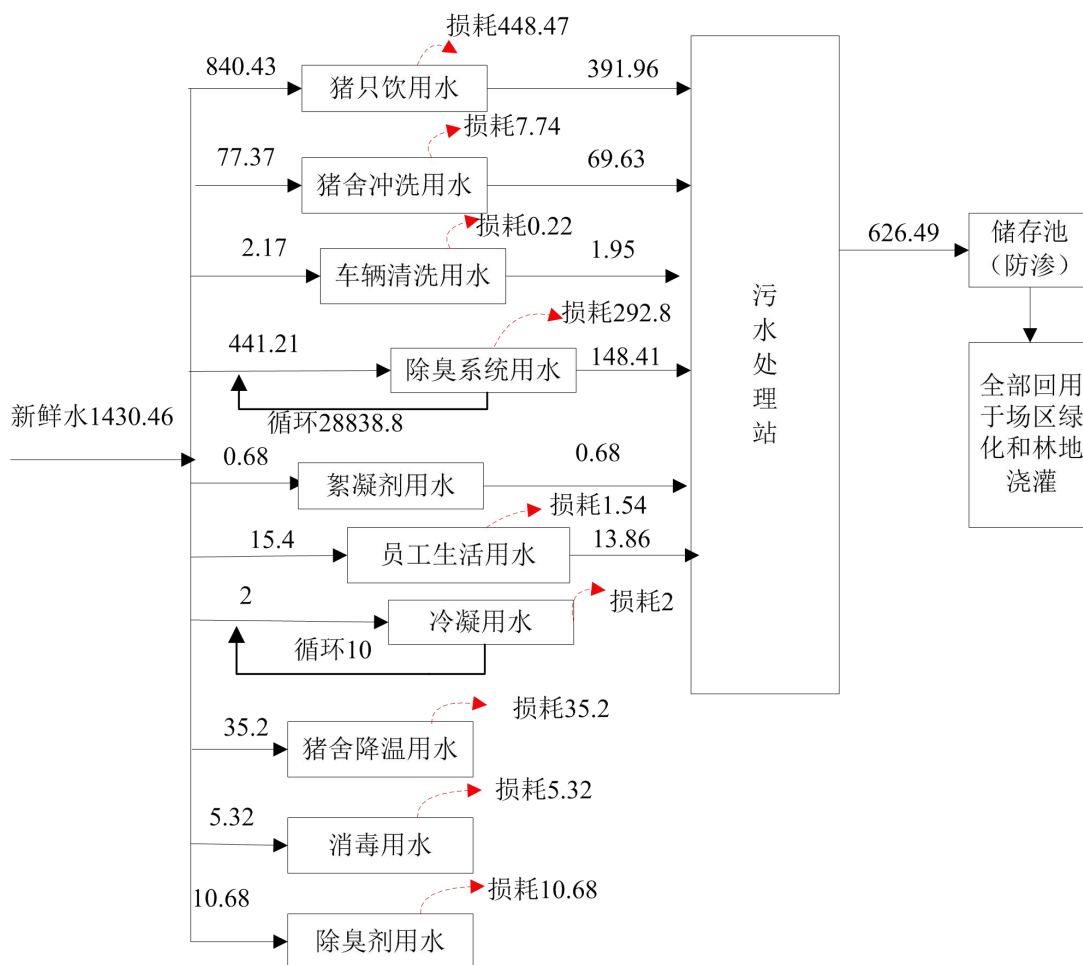 损耗448.47
840.43
猪只饮用水
391.96
损耗7.74
77.37
猪舍冲洗用水
69.63
损耗0.22
2.17
车辆清洗用水
1.95
损耗292.8
441.21
除臭系统用水
148.41
循环28838.8
新鲜水1430.46
0.68
絮凝剂用水
0.68
损耗1.54
15.4
员工生活用水
13.86
2
冷凝用水
损耗2
循环10
损耗35.2
35.2
猪舍降温用水
损耗5.32
5.32
消毒用水
损耗10.68
10.68
除臭剂用水
污
水
处
理
站
626.49
储存池
（防渗）
全部回用
于场区绿
化和林地
浇灌